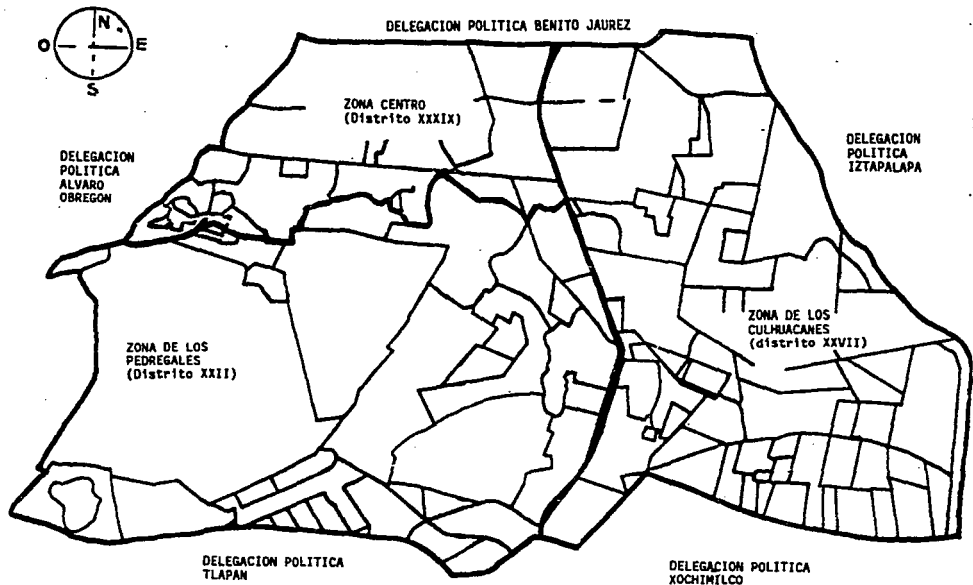 DELEGACION POLITICA BENITO JAUREZ
N
O
E
S
ZONA CENTRO
(Distrito XXXIX)
DELEGACION
POLITICA
ALVARO
OBREGON
DELEGACION
POLITICA
IZTAPALAPA
ZONA DE LOS
PEDREGALES
(Distrito XXII)
ZONA DE LOS
CULHUACANES
(distrito XXVII)
DELEGACION POLITICA
TLAPAN
DELEGACION POLITICA
XOCHIMILCO